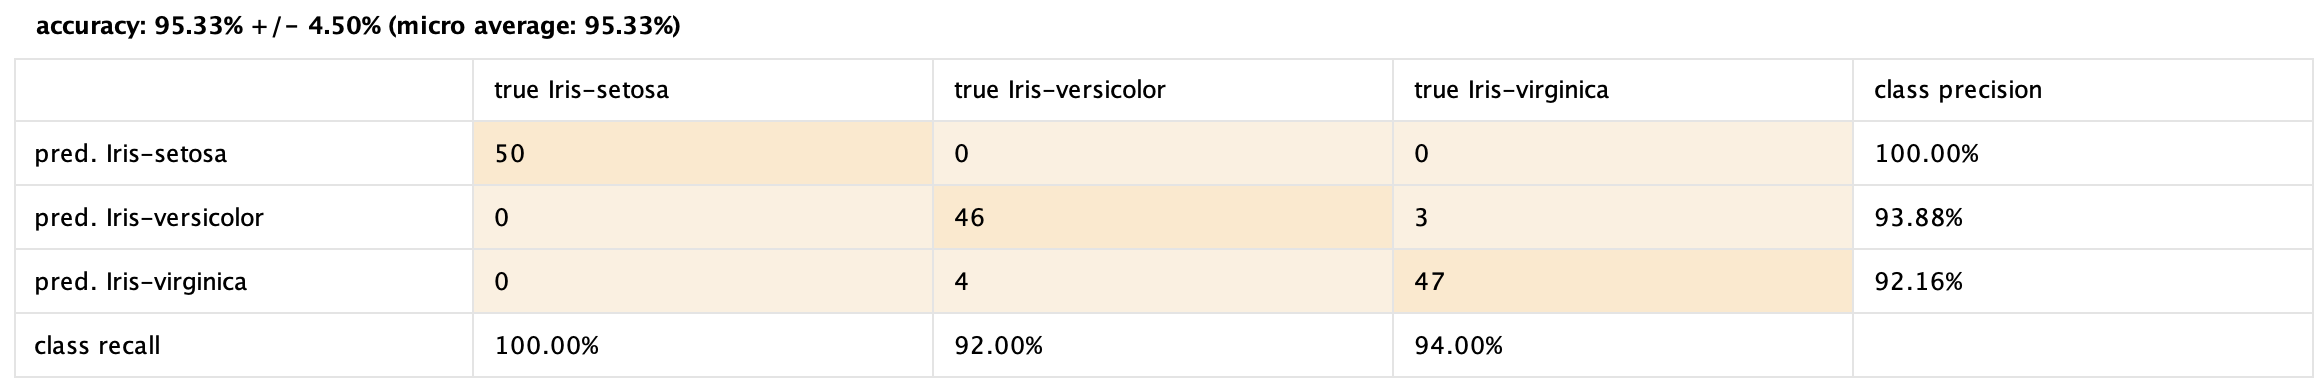 accuracy: 95.33% +/- 4.50% (micro average: 95.33%)
true Iris-setosa true Iris-versicolor true Iris-virginica class precision
pred. Iris-setosa 50 0 0 100.00%
pred. Iris-versicolor 0 46 3 93.88%
pred. Iris-virginica 0 4 47 92.16%
class recall 100.00% 92.00% 94.00%